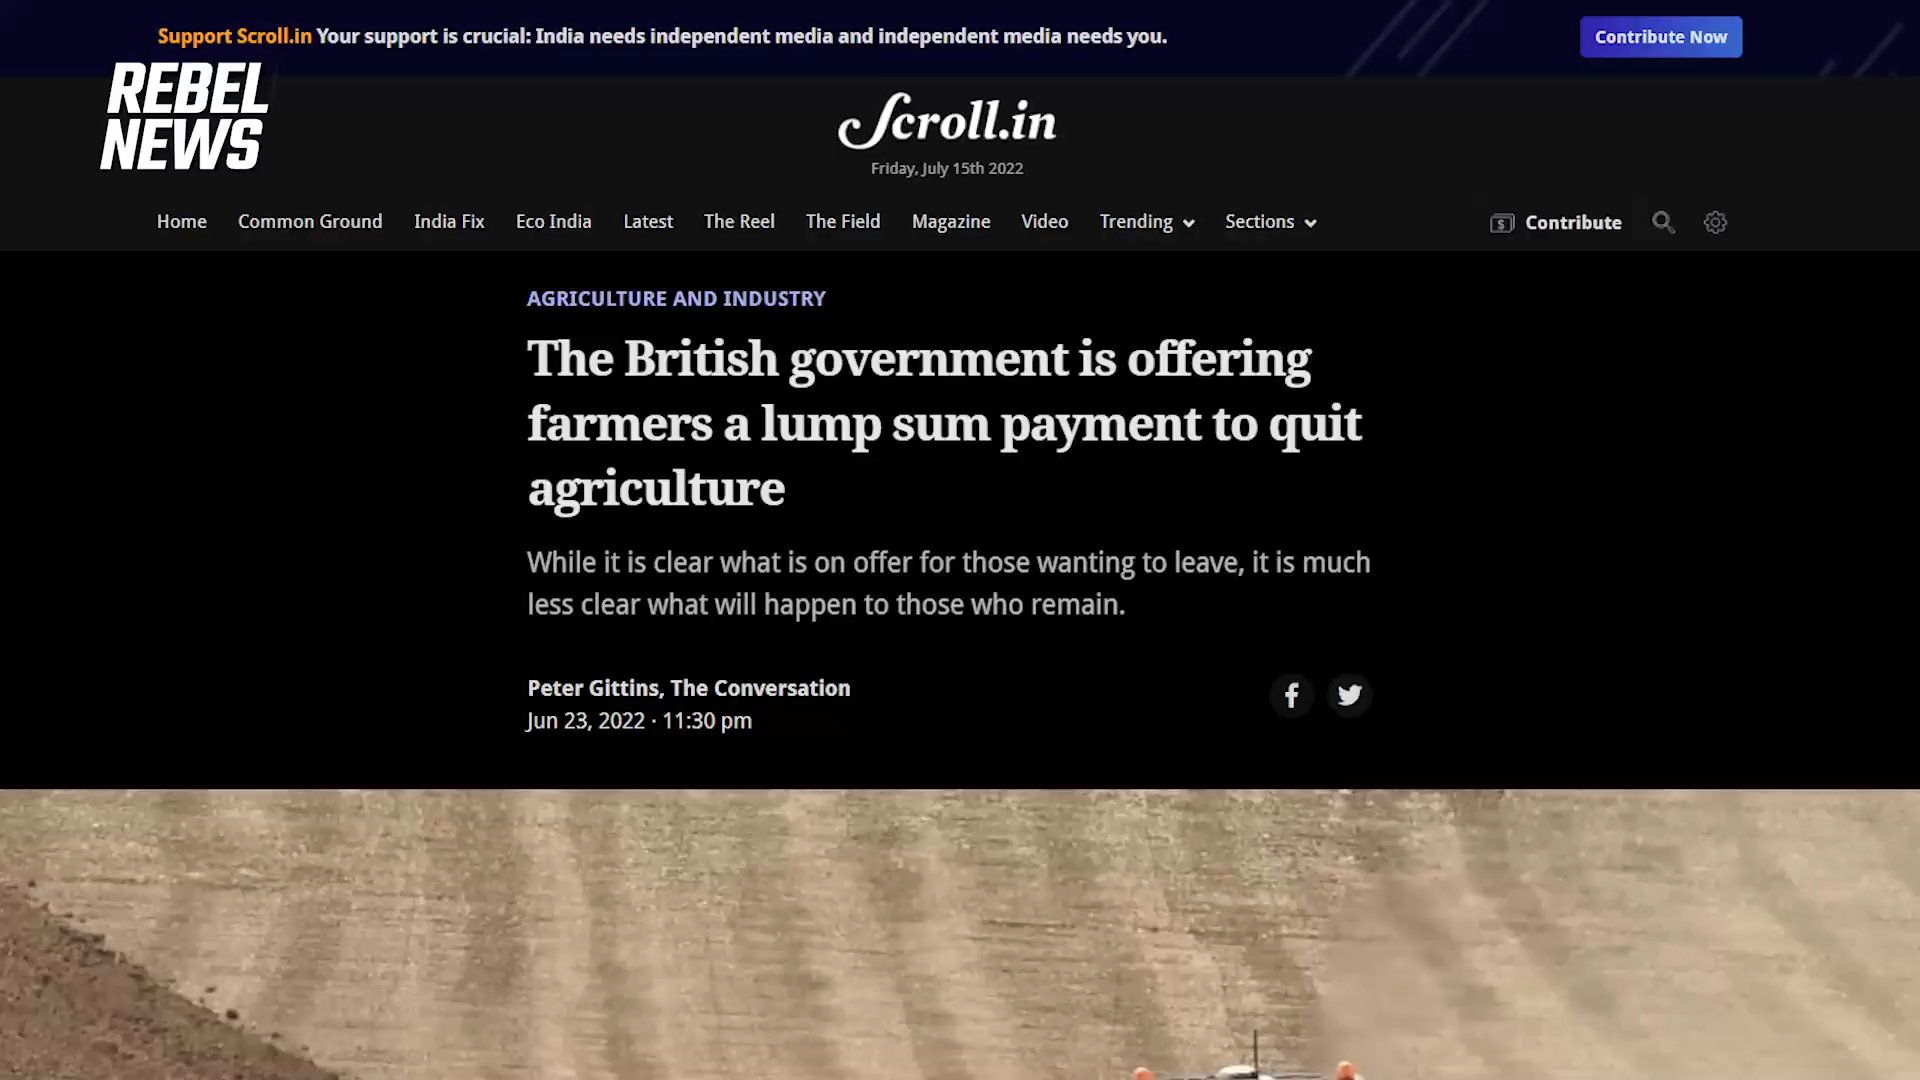 Support Scroll.in Your support is crucial: India needs independent media and independent media needs you.
Contribute Now
REBEL
NEWS
Scroll.in
Friday, July 15th 2022
Home Common Ground India Fix Eco India Latest The Reel The Field Magazine Video Trending Sections Contribute
AGRICULTURE AND INDUSTRY
The British government is offering
farmers a lump sum payment to quit
agriculture
While it is clear what is on offer for those wanting to leave, it is much
less clear what will happen to those who remain.
Peter Gittins, The Conversation
Jun 23, 2022 · 11:30 pm